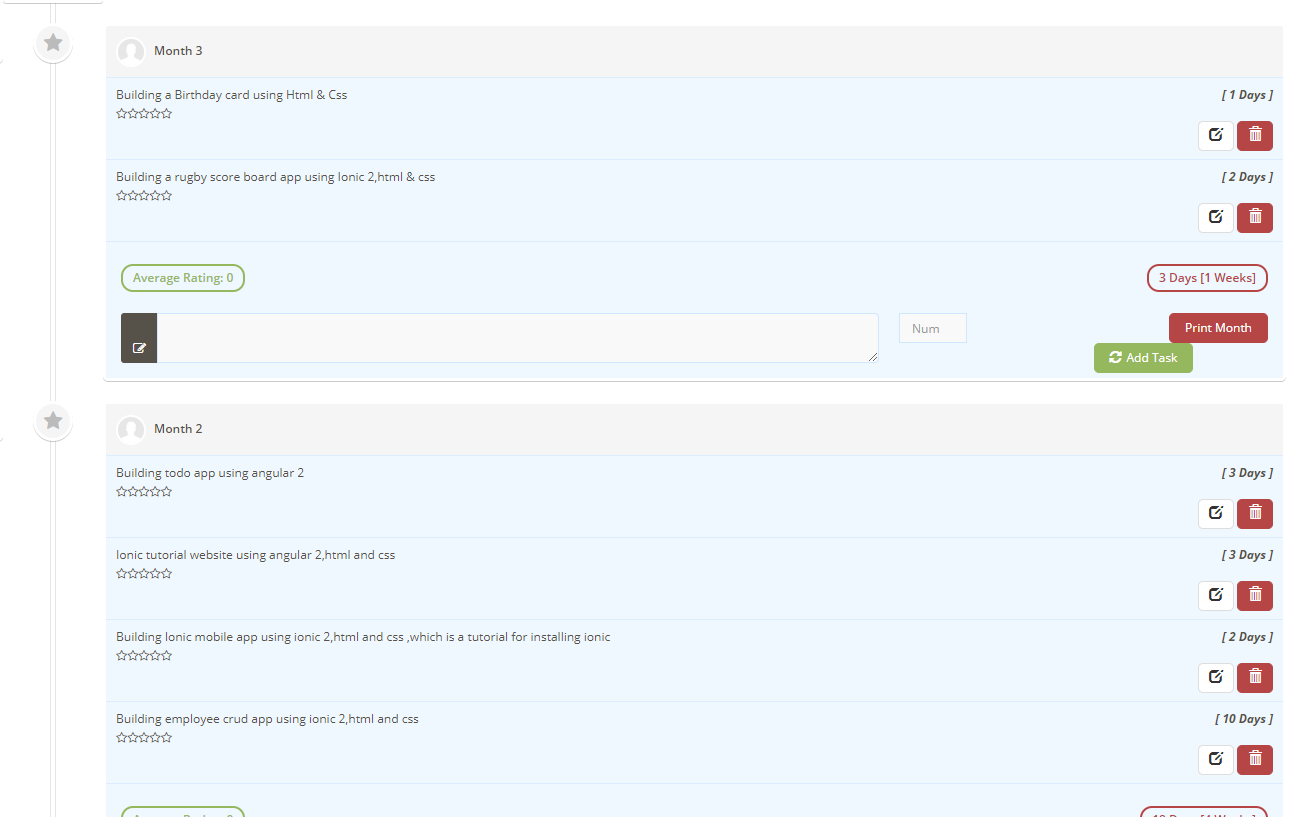 Month 3
Building a Birthday card using Html & Css
[ 1 Days ]
Building a rugby score board app using Ionic 2,html & css
[ 2 Days ]
Average Rating: 0
3 Days [1 Weeks]
Num
Print Month
Add Task
Month 2
Building todo app using angular 2
[ 3 Days ]
Ionic tutorial website using angular 2,html and css
[ 3 Days ]
Building Ionic mobile app using ionic 2,html and css ,which is a tutorial for installing ionic
[ 2 Days ]
Building employee crud app using ionic 2,html and css
[ 10 Days ]